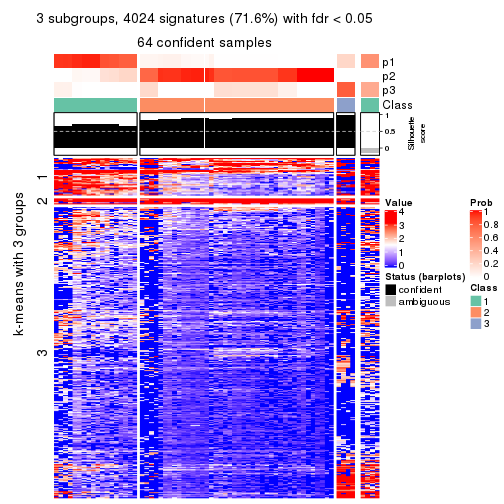 3 subgroups, 4024 signatures (71.6%) with fdr < 0.05
64 confident samples
p1
p2
p3
Class
1
0.5
0
Silhouette
score
k-means with 3 groups
1
2
3
Value
4
3
2
1
0
Status (barplots)
confident
ambiguous
Prob
1
0.8
0.6
0.4
0.2
0
Class
1
2
3